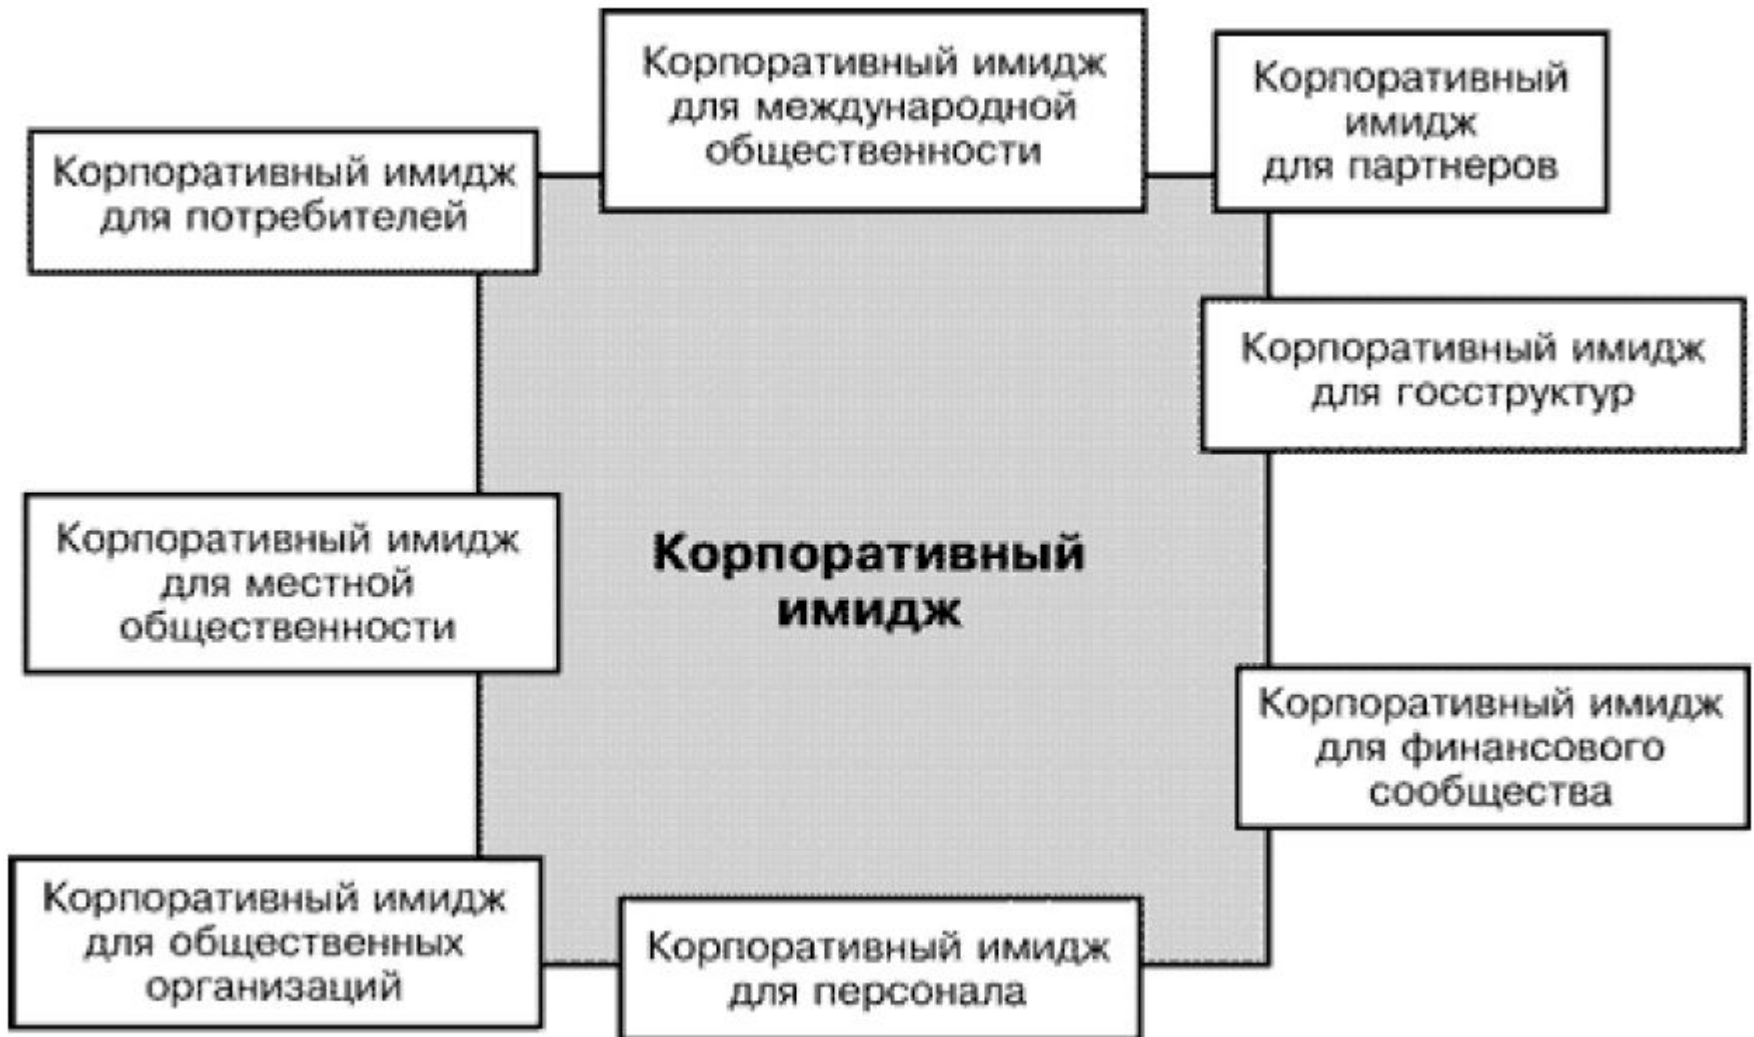 Корпоративный имидж
для международной
общественности
Корпоративный
имидж
для партнеров
Корпоративный имидж
для потребителей
Корпоративный имидж
для госструктур
Корпоративный имидж
для местной
общественности
Корпоративный
имидж
Корпоративный имидж
для финансового
сообщества
Корпоративный имидж
для общественных
организаций
Корпоративный имидж
для персонала